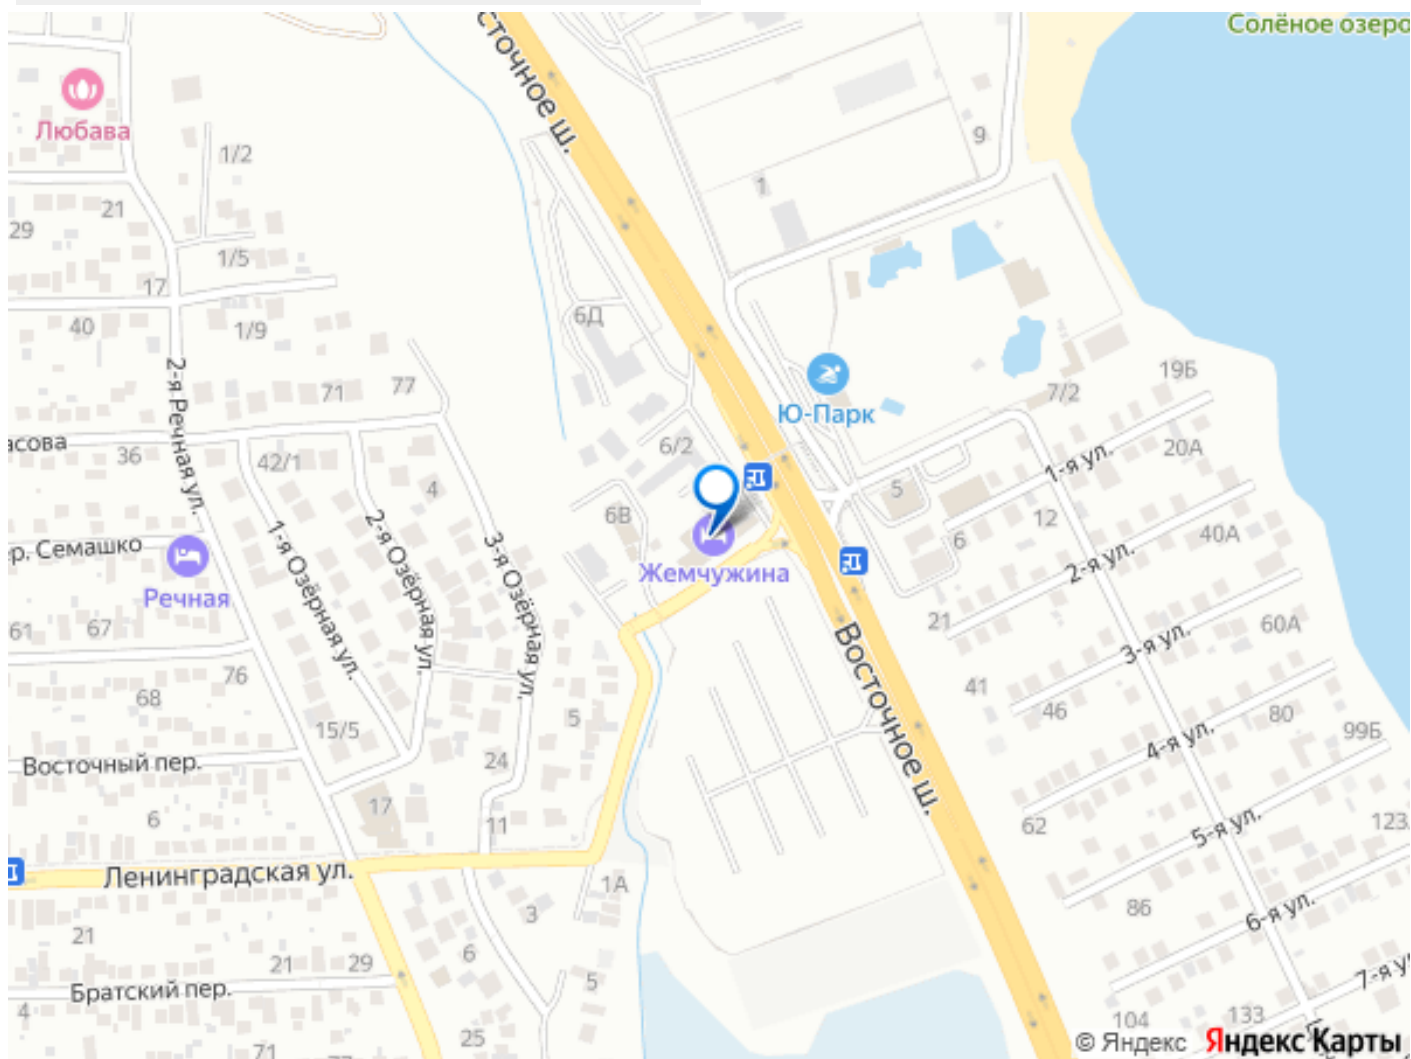 Солёное озеро
Восточное ш.
Любава
1/2
9
1
21
29
1/5
17
6Д
40
1/9
2-я Речная ул.
71
77
19Б
7/2
Ю-Парк
36
42/1
6/2
1-я ул.
20А
4
5
6В
12
6
40А
2-я ул.
пер. Семашко
1-я Озёрная ул.
2-я Озёрная ул.
3-я Озёрная ул.
Жемчужина
Речная
61
67
21
3-я ул.
60А
76
68
15/5
5
41
46
80
4-я ул.
99Б
Восточное ш.
Восточный пер.
24
6
17
11
62
5-я ул.
Ленинградская ул.
1А
3
86
6-я ул.
21
6
21
29
Братский пер.
5
7-я ул.
4
25
71
77
104
133
© Яндекс Яндекс Карты